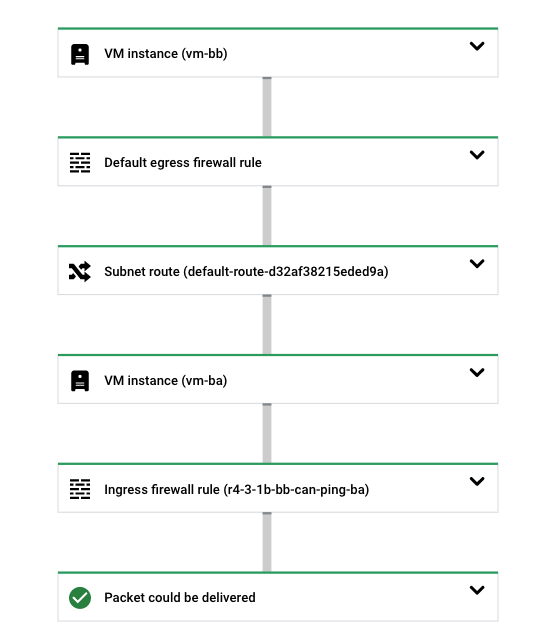 VM instance (vm-bb)
Default egress firewall rule
Subnet route (default-route-d32af38215eded9a)
VM instance (vm-ba)
Ingress firewall rule (r4-3-1b-bb-can-ping-ba)
Packet could be delivered